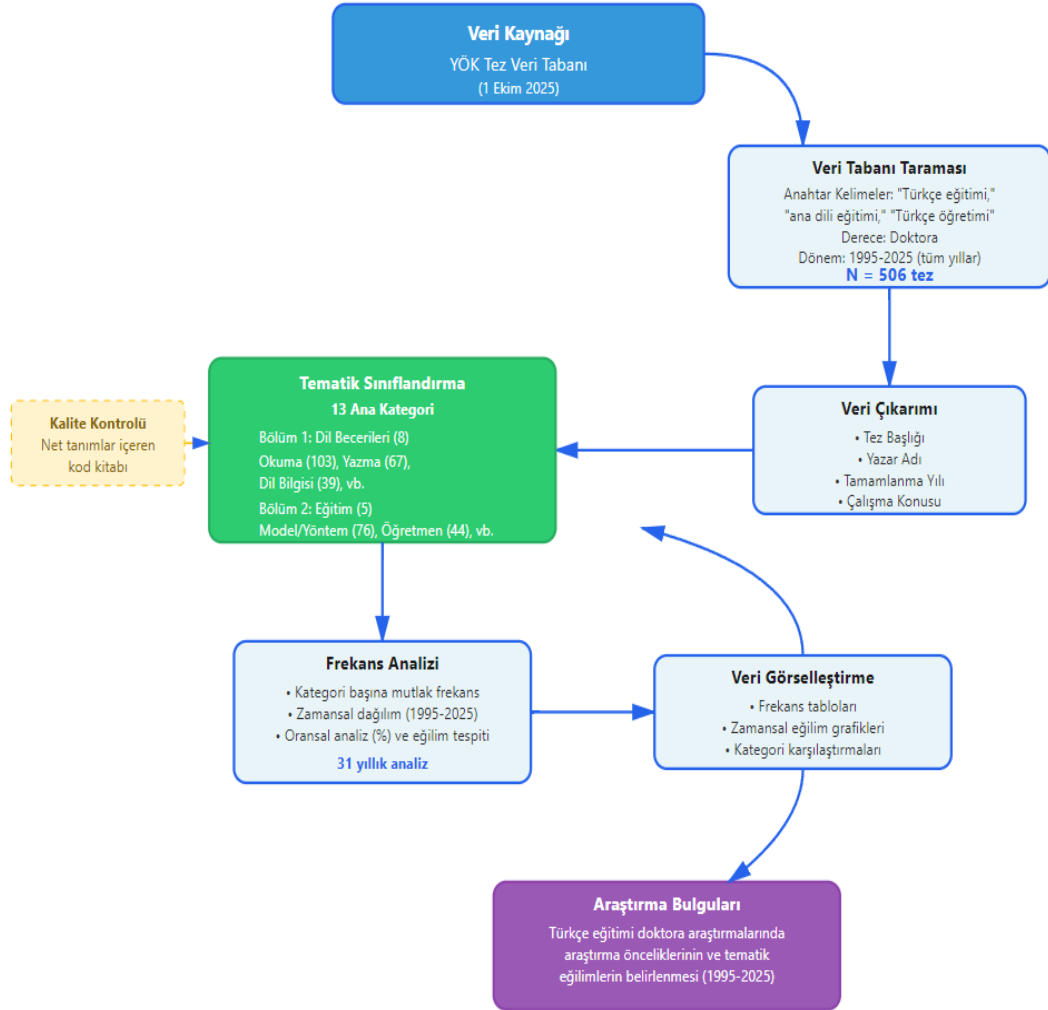 Veri Kaynağı
YÖK Tez Veri Tabanı
(1 Ekim 2025)
Veri Tabanı Taraması
Anahtar Kelimeler: "Türkçe eğitimi,"
"ana dili eğitimi," "Türkçe öğretimi"
Derece: Doktora
Dönem: 1995-2025 (tüm yıllar)
N = 506 tez
Veri Çıkarımı
• Tez Başlığı
• Yazar Adı
• Tamamlanma Yılı
• Çalışma Konusu
Tematik Sınıflandırma
13 Ana Kategori
Bölüm 1: Dil Becerileri (8)
Okuma (103), Yazma (67),
Dil Bilgisi (39), vb.
Bölüm 2: Eğitim (5)
Model/Yöntem (76), Öğretmen (44), vb.
Kalite Kontrolü
Net tanımlar içeren
kod kitabı
Frekans Analizi
• Kategori başına mutlak frekans
• Zamansal dağılım (1995-2025)
• Oransal analiz (%) ve eğilim tespiti
31 yıllık analiz
Veri Görselleştirme
• Frekans tabloları
• Zamansal eğilim grafikleri
• Kategori karşılaştırmaları
Araştırma Bulguları
Türkçe eğitimi doktora araştırmalarında
araştırma önceliklerinin ve tematik
eğilimlerin belirlenmesi (1995-2025)